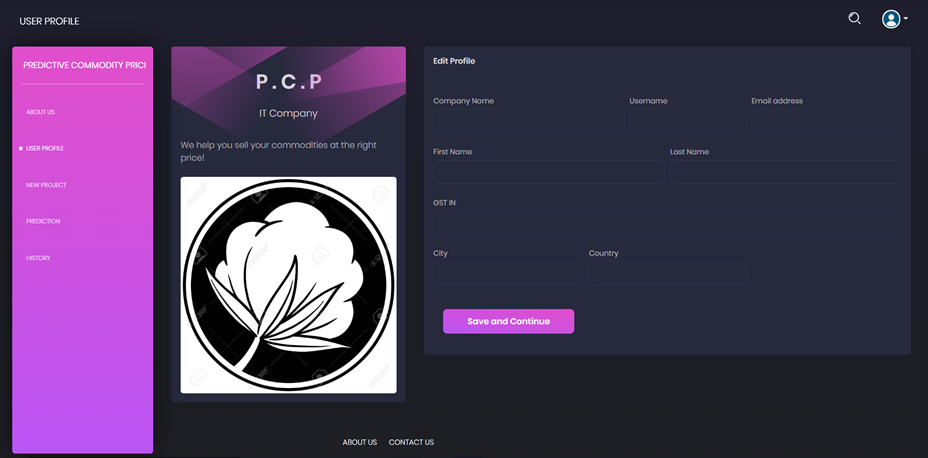 USER PROFILE
PREDICTIVE COMMODITY PRICI
ABOUT US
USER PROFILE
NEW PROJECT
PREDICTION
HISTORY
P.C.P
IT Company
We help you sell your commodities at the right
price!
Edit Profile
Company Name Username Email address
First Name Last Name
GST IN
City Country
Save and Continue
ABOUT US CONTACT US